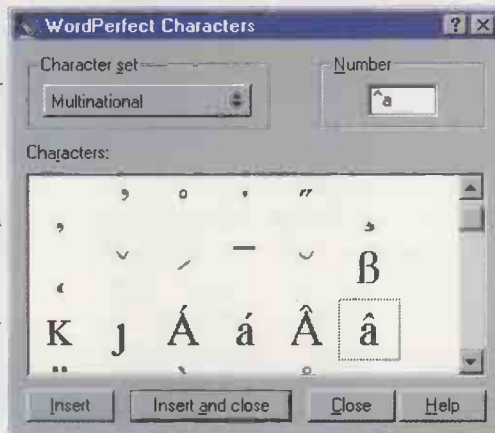 WordPerfect Characters
Character set
Number
Multinational
^a
Characters:
ß
ĸ ȷ Á á Â â
Insert
Insert and close
Close
Help